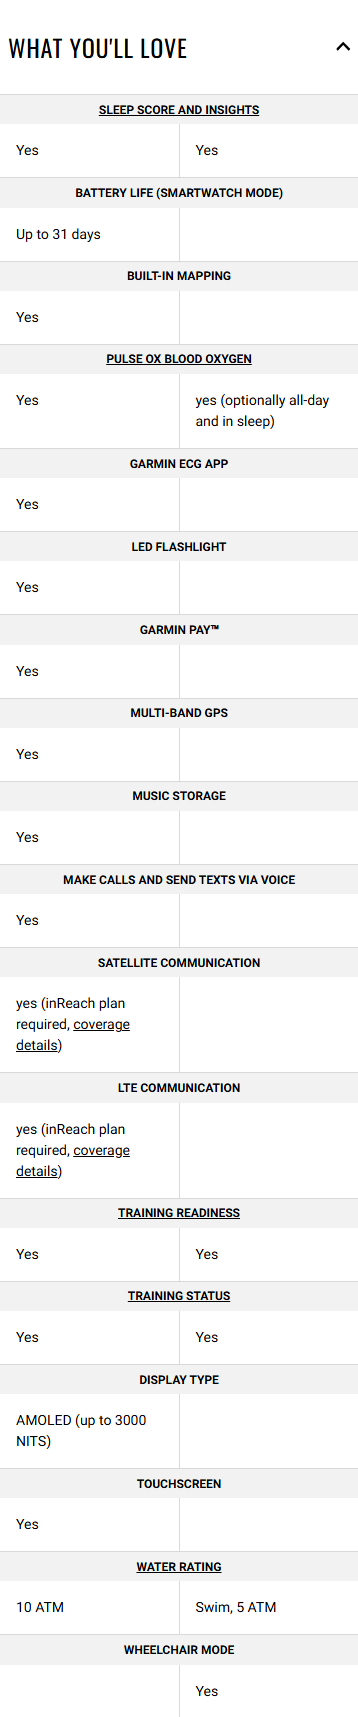 WHAT YOU'LL LOVE
SLEEP SCORE AND INSIGHTS
Yes Yes
BATTERY LIFE (SMARTWATCH MODE)
Up to 31 days
BUILT-IN MAPPING
Yes
PULSE OX BLOOD OXYGEN
Yes yes (optionally all-day
and in sleep)
GARMIN ECG APP
Yes
LED FLASHLIGHT
Yes
GARMIN PAY™
Yes
MULTI-BAND GPS
Yes
MUSIC STORAGE
Yes
MAKE CALLS AND SEND TEXTS VIA VOICE
Yes
SATELLITE COMMUNICATION
yes (inReach plan
required, coverage
details)
LTE COMMUNICATION
yes (inReach plan
required, coverage
details)
TRAINING READINESS
Yes Yes
TRAINING STATUS
Yes Yes
DISPLAY TYPE
AMOLED (up to 3000
NITS)
TOUCHSCREEN
Yes
WATER RATING
10 ATM Swim, 5 ATM
WHEELCHAIR MODE
Yes